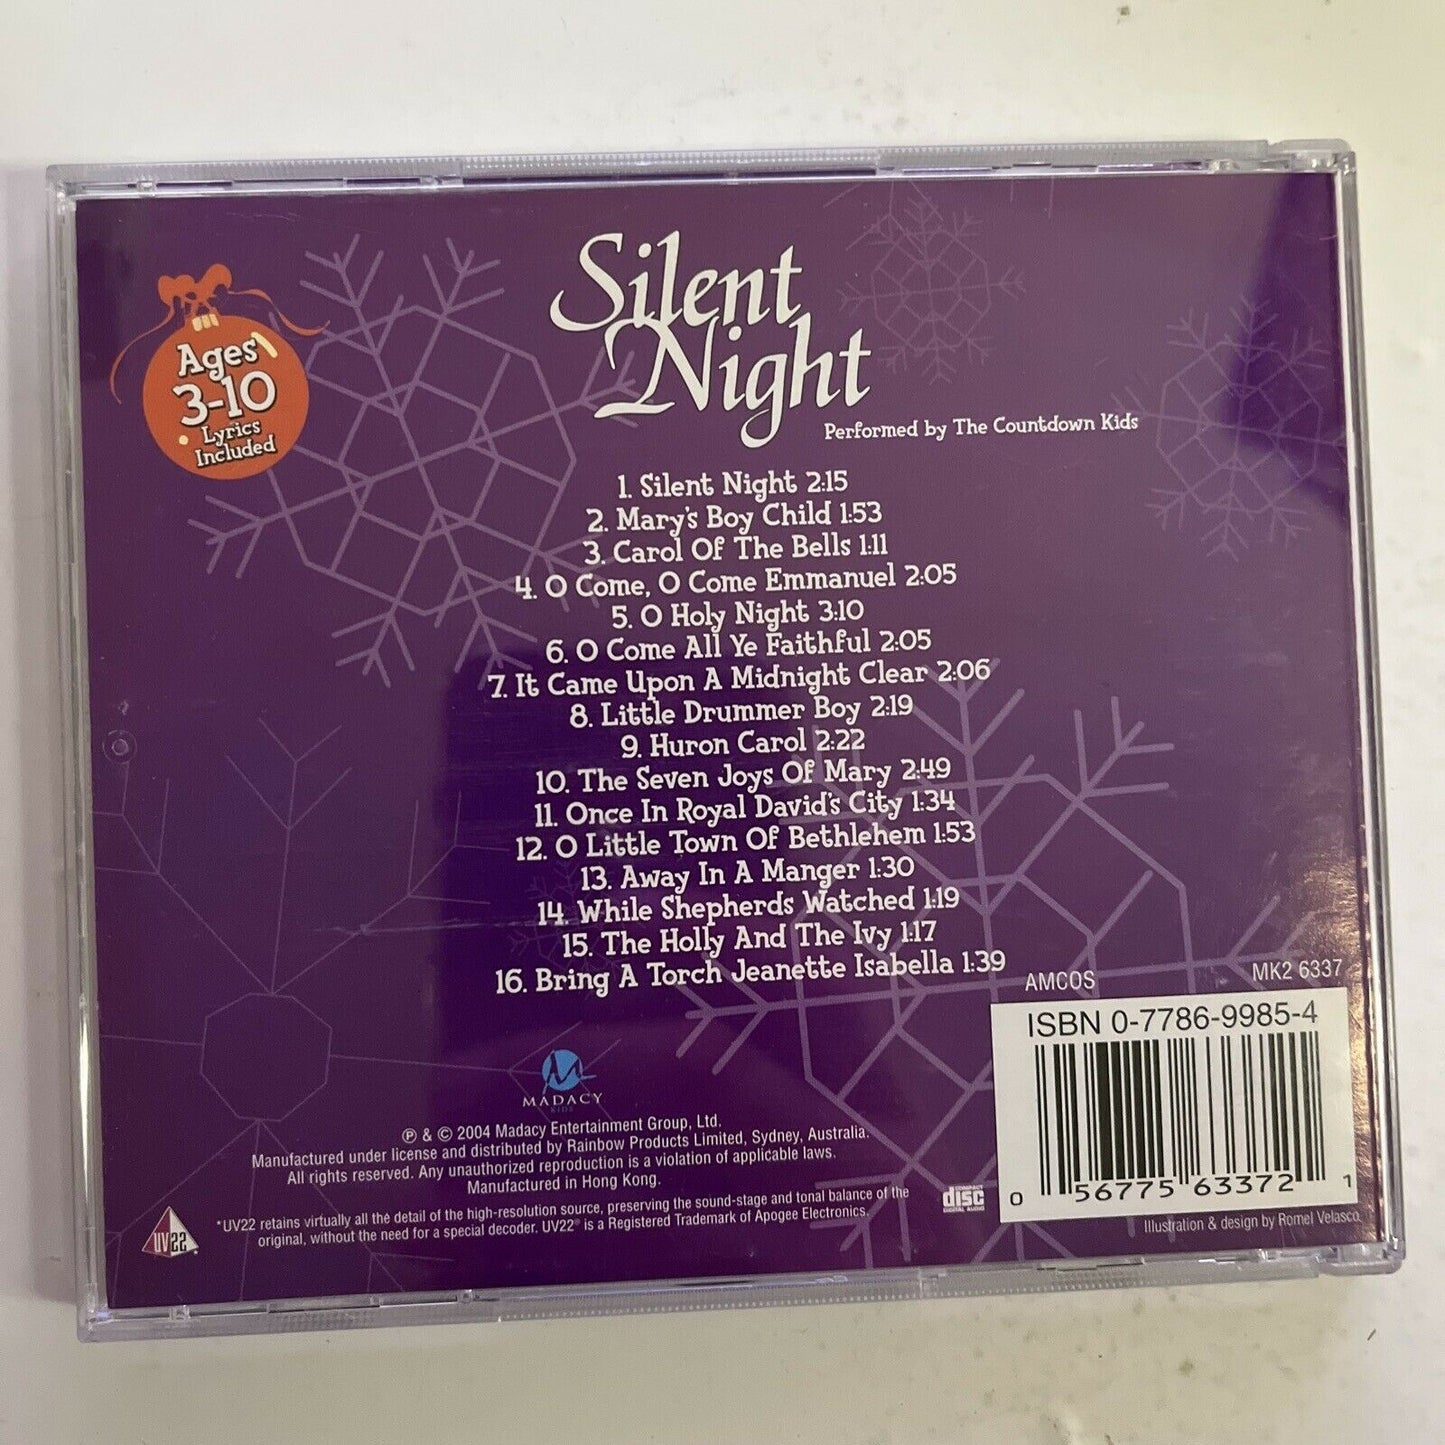 Silent
Night
Performed by The Countdown Kids
Ages
3-10
Lyrics
Included
1. Silent Night 2:15
2. Mary's Boy Child 1:53
3. Carol Of The Bells 1:11
4. O Come, O Come Emmanuel 2:05
5. O Holy Night 3:10
6. O Come All Ye Faithful 2:05
7. It Came Upon A Midnight Clear 2:06
8. Little Drummer Boy 2:19
9. Huron Carol 2:22
10. The Seven Joys Of Mary 2:49
11. Once In Royal David's City 1:34
12. O Little Town Of Bethlehem 1:53
13. Away In A Manger 1:30
14. While Shepherds Watched 1:19
15. The Holly And The Ivy 1:17
16. Bring A Torch Jeanette Isabella 1:39
AMCOS
MK2 6337
ISBN 0-7786-9985-4
0 56775 63372 1
Illustration & design by Romel Velasco
MADACY
KIDS
℗ & © 2004 Madacy Entertainment Group, Ltd.
Manufactured under license and distributed by Rainbow Products Limited, Sydney, Australia.
All rights reserved. Any unauthorized reproduction is a violation of applicable laws.
Manufactured in Hong Kong.
UV22
*UV22 retains virtually all the detail of the high-resolution source, preserving the sound-stage and tonal balance of the
original, without the need for a special decoder. UV22® is a Registered Trademark of Apogee Electronics.
COMPACT
disc
DIGITAL AUDIO